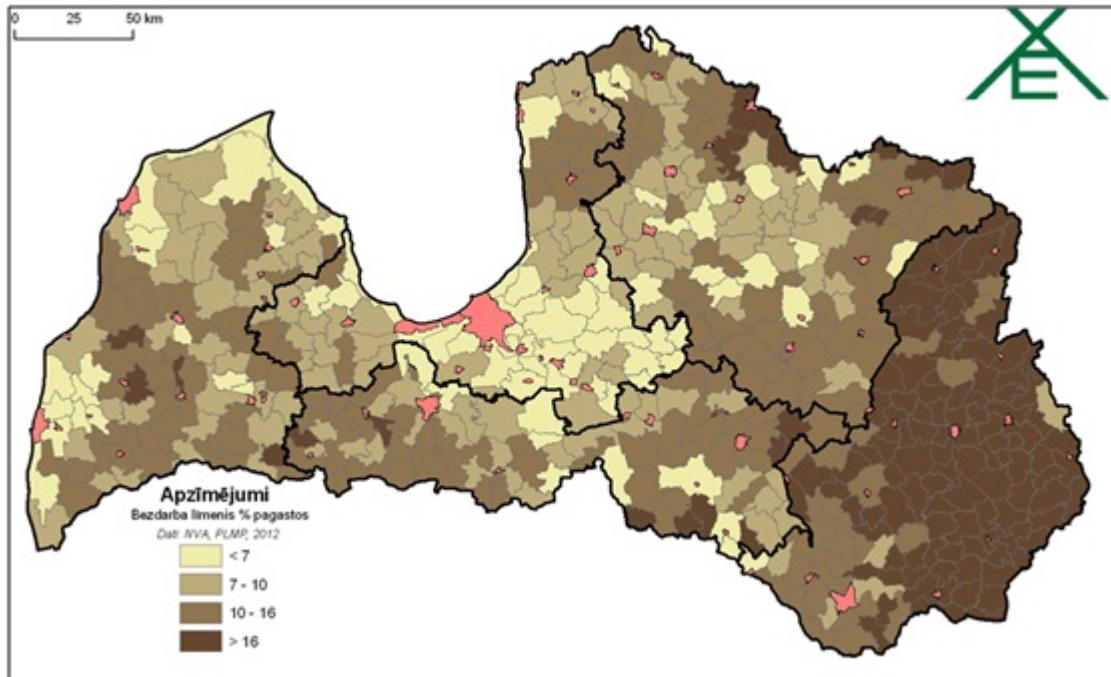 0 25 50 km
Apzīmējumi
Bezdarba līmenis % pagastos
Dati: NVA, PLMP, 2012
< 7
7 - 10
10 - 16
> 16